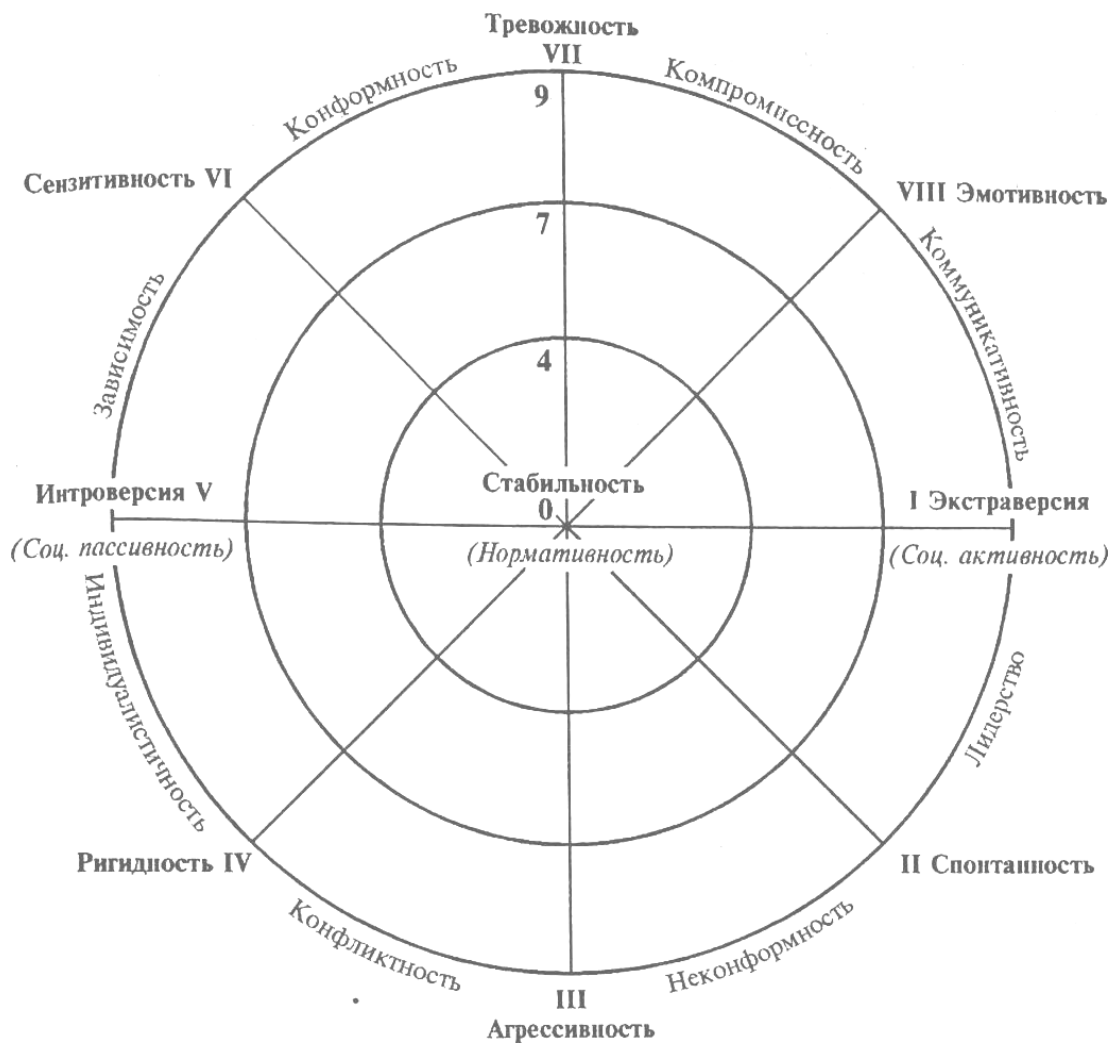 Тревожность
VII
Конформность
Компромиссность
9
Сензитивность VI
VIII Эмотивность
7
Зависимость
Коммуникативность
4
Интроверсия V
Стабильность
0
I Экстраверсия
(Соц. пассивность)
(Нормативность)
(Соц. активность)
Индивидуалистичность
Лидерство
Ригидность IV
II Спонтанность
Конфликтность
Неконформность
III
Агрессивность